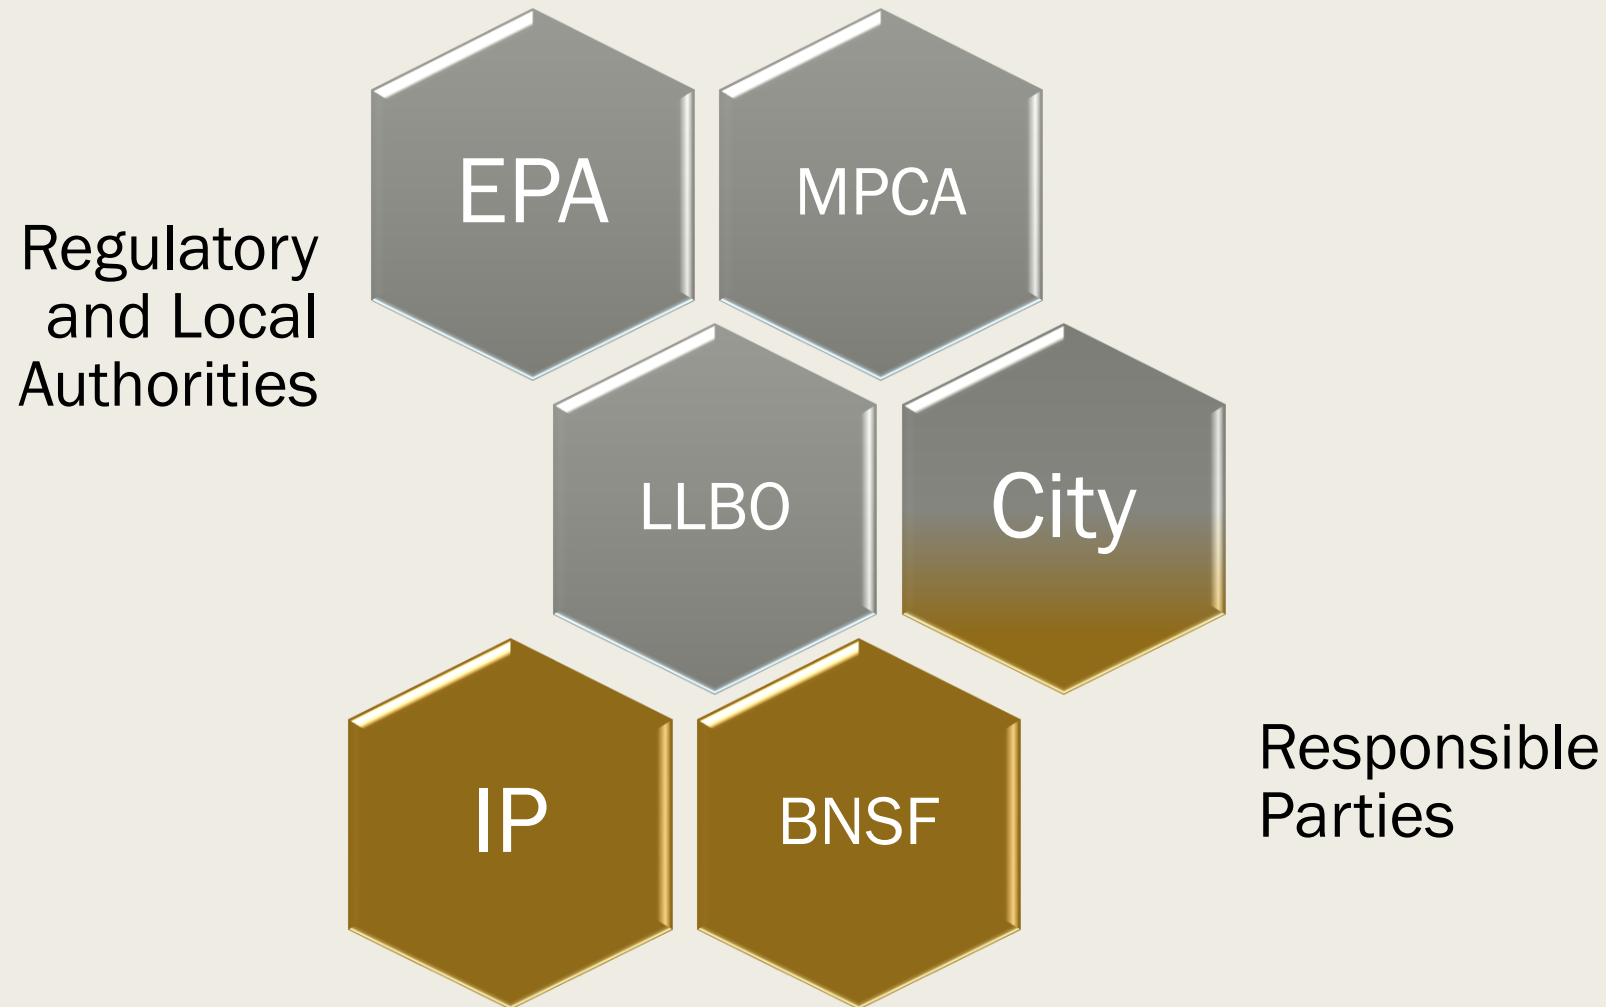 EPA
MPCA
Regulatory
and Local
Authorities
LLBO
City
IP
BNSF
Responsible
Parties